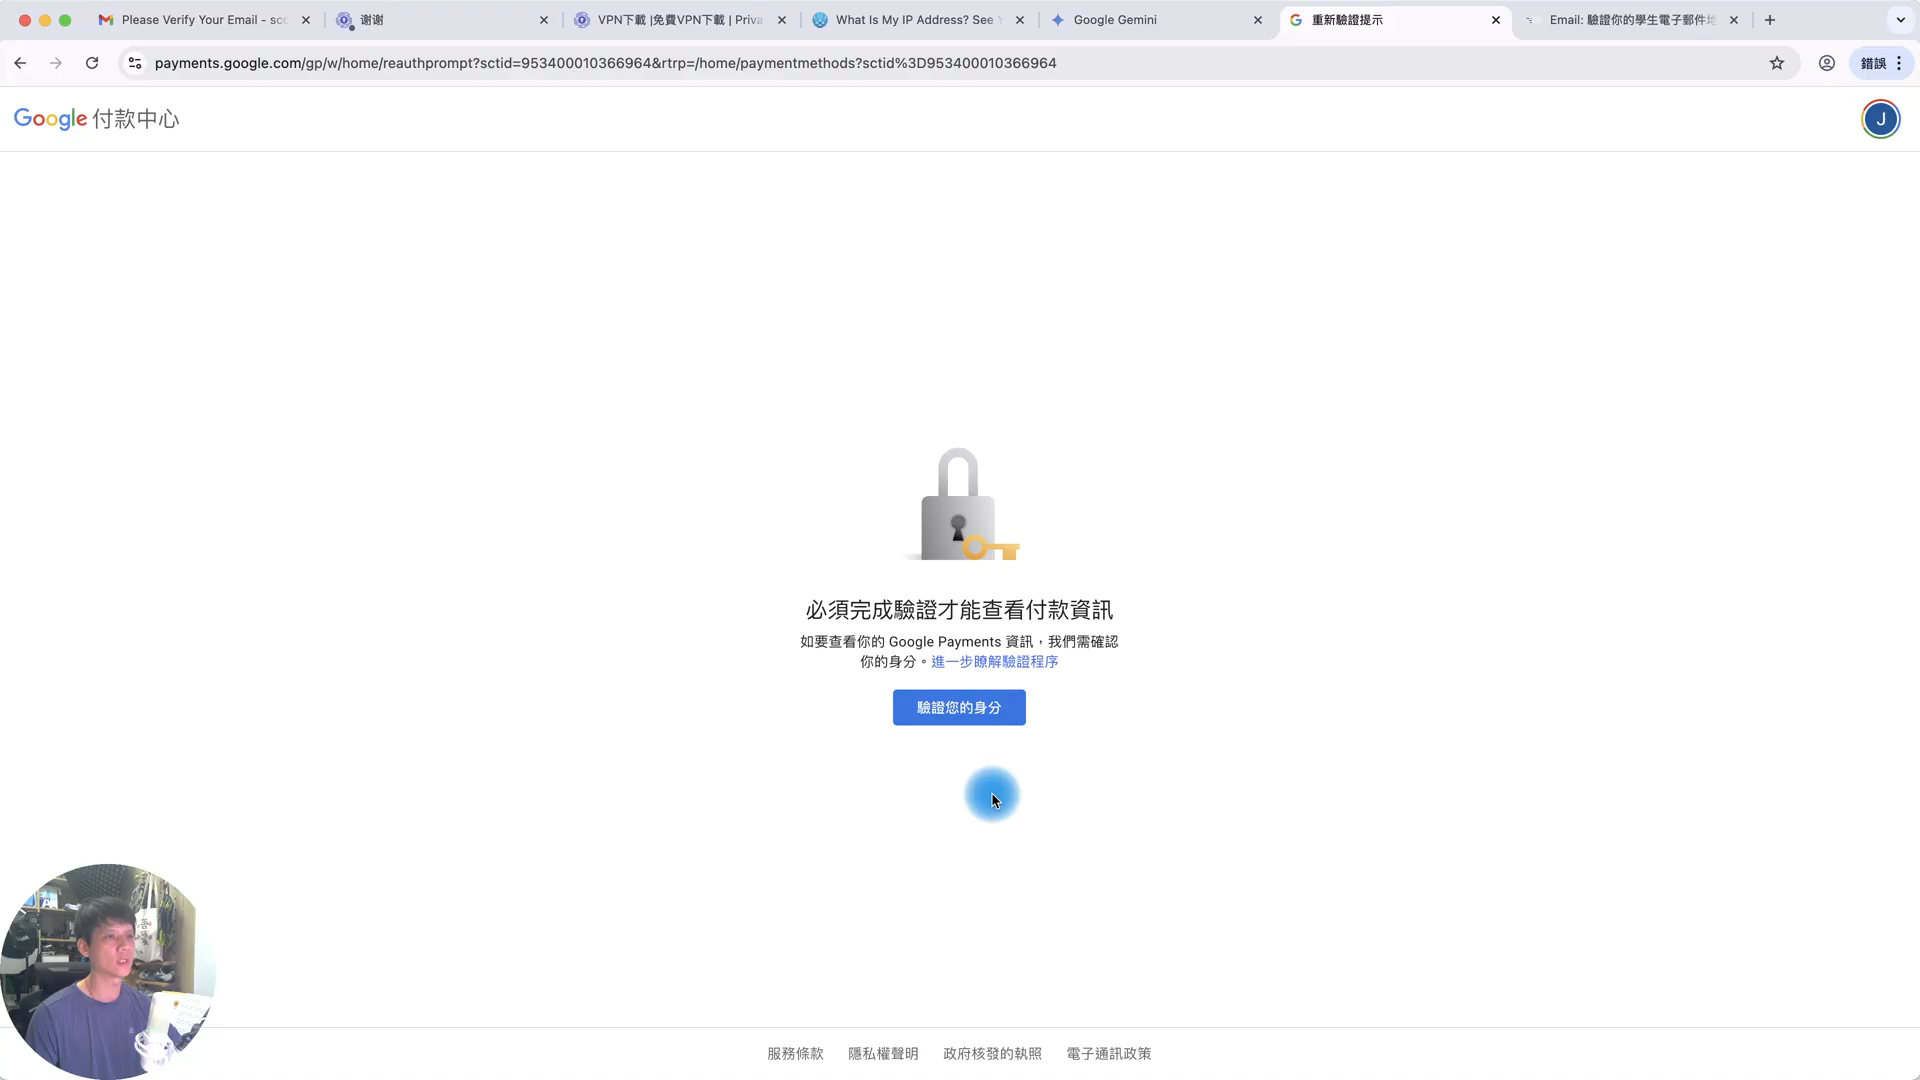 Please Verify Your Email - sco
谢谢
VPN下載 |免費VPN下載 | Priva
What Is My IP Address? See Y
Google Gemini
重新驗證提示
Email: 驗證你的學生電子郵件地
payments.google.com/gp/w/home/reauthprompt?sctid=953400010366964&rtrp=/home/paymentmethods?sctid%3D953400010366964
錯誤
Google 付款中心
J
必須完成驗證才能查看付款資訊
如要查看你的 Google Payments 資訊，我們需確認
你的身分。進一步瞭解驗證程序
驗證您的身分
服務條款 隱私權聲明 政府核發的執照 電子通訊政策